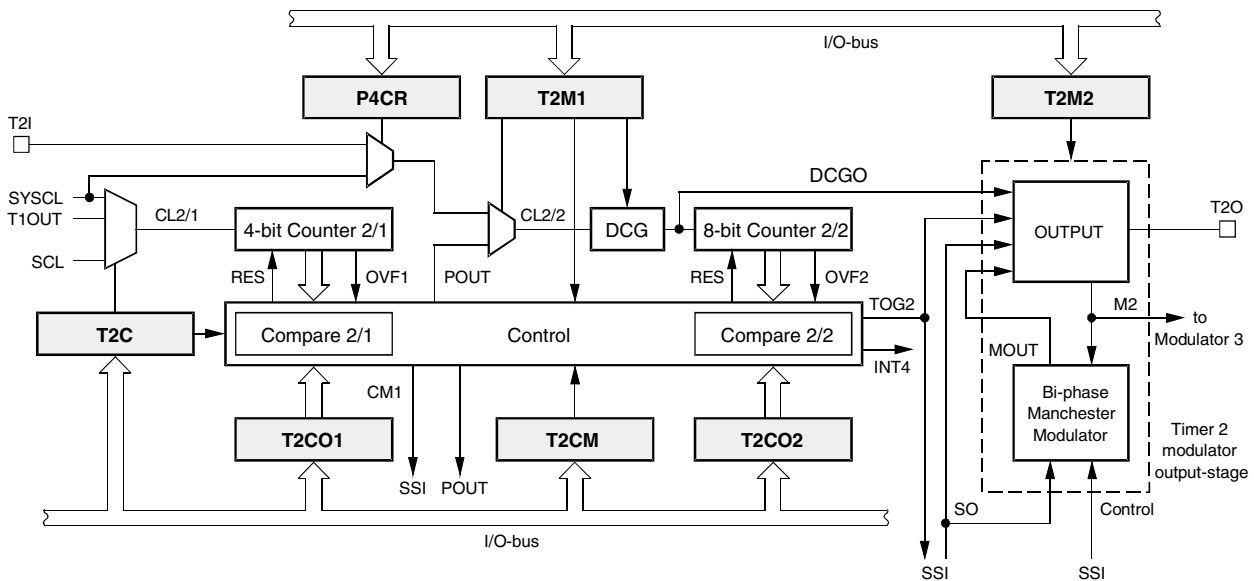 I/O-bus
P4CR
T2M1
T2M2
T2I
SYSCL
T1OUT
SCL
CL2/1
4-bit Counter 2/1
CL2/2
DCG
DCGO
8-bit Counter 2/2
OUTPUT
T2O
RES
OVF1
POUT
RES
OVF2
TOG2
T2C
Compare 2/1
Control
Compare 2/2
INT4
M2
to
Modulator 3
MOUT
CM1
Bi-phase
Manchester
Modulator
Timer 2
modulator
output-stage
T2CO1
T2CM
T2CO2
SSI
POUT
SO
Control
I/O-bus
SSI
SSI